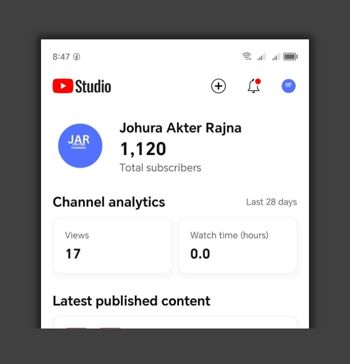 8:47
Studio
JAR
Johura Akter Rajna
1,120
Total subscribers
Channel analytics
Last 28 days
Views
17
Watch time (hours)
0.0
Latest published content